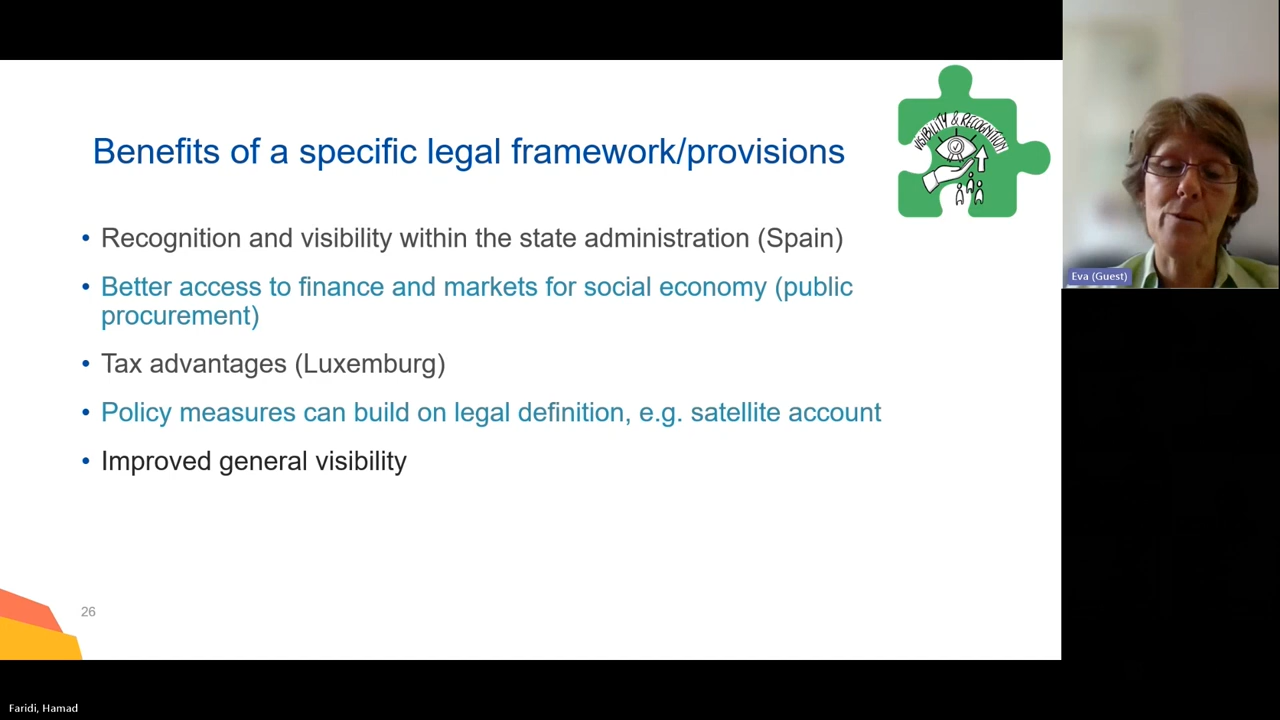 VISIBILITY & RECOGNITION
Benefits of a specific legal framework/provisions
• Recognition and visibility within the state administration (Spain)
• Better access to finance and markets for social economy (public
procurement)
• Tax advantages (Luxemburg)
• Policy measures can build on legal definition, e.g. satellite account
• Improved general visibility
26
Eva (Guest)
Faridi, Hamad